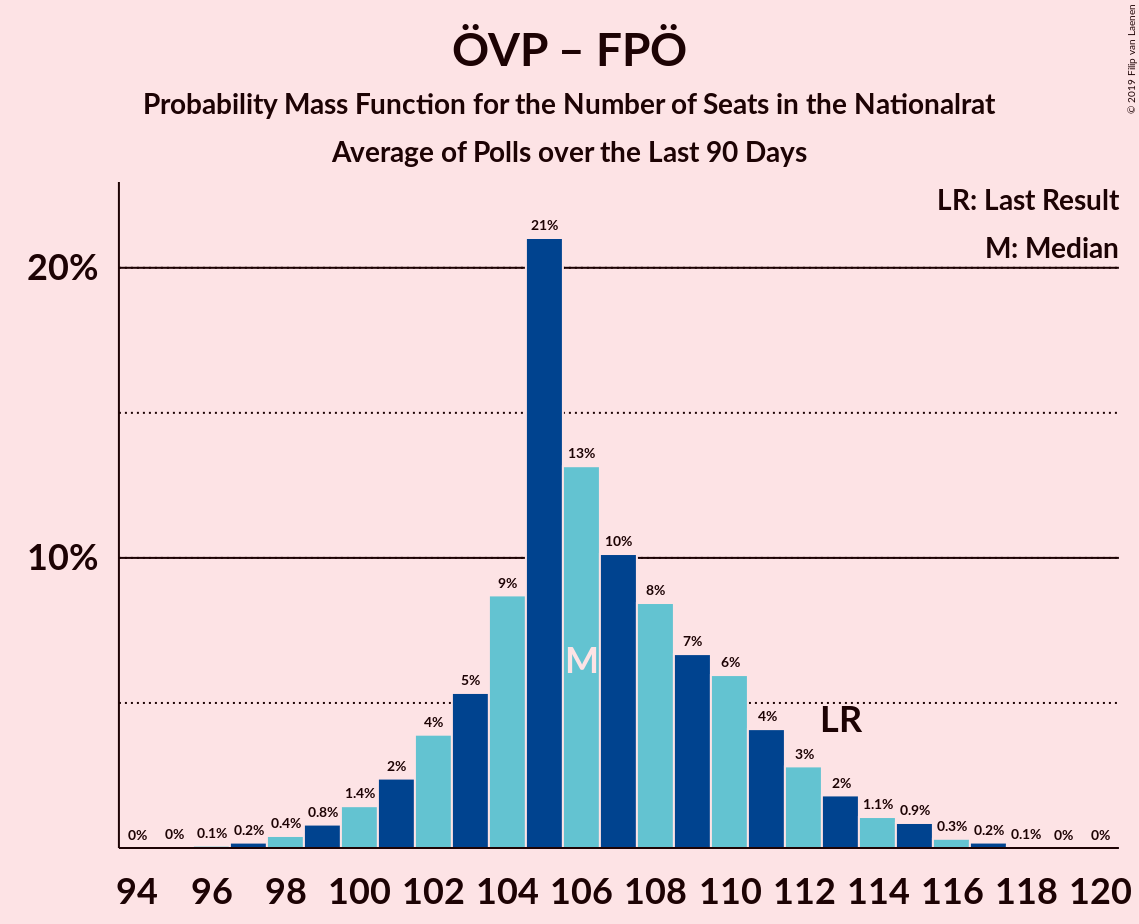 ÖVP – FPÖ
Probability Mass Function for the Number of Seats in the Nationalrat
Average of Polls over the Last 90 Days
© 2019 Filip van Laenen
LR: Last Result
M: Median
20%
10%
0% 0% 0.1% 0.2% 0.4% 0.8% 1.4% 2% 4% 5% 9% 21% 13% 10% 8% 7% 6% 4% 3% 2% 1.1% 0.9% 0.3% 0.2% 0.1% 0% 0%
M
LR
94 96 98 100 102 104 106 108 110 112 114 116 118 120